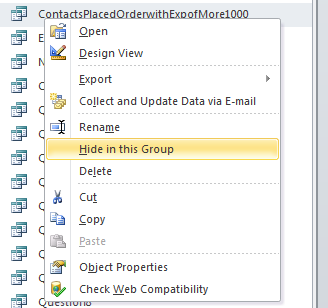 ContactsPlacedOrderwithExpofMore1000
Open
Design View
Export
Collect and Update Data via E-mail
Rename
Hide in this Group
Delete
Cut
Copy
Paste
Object Properties
Check Web Compatibility